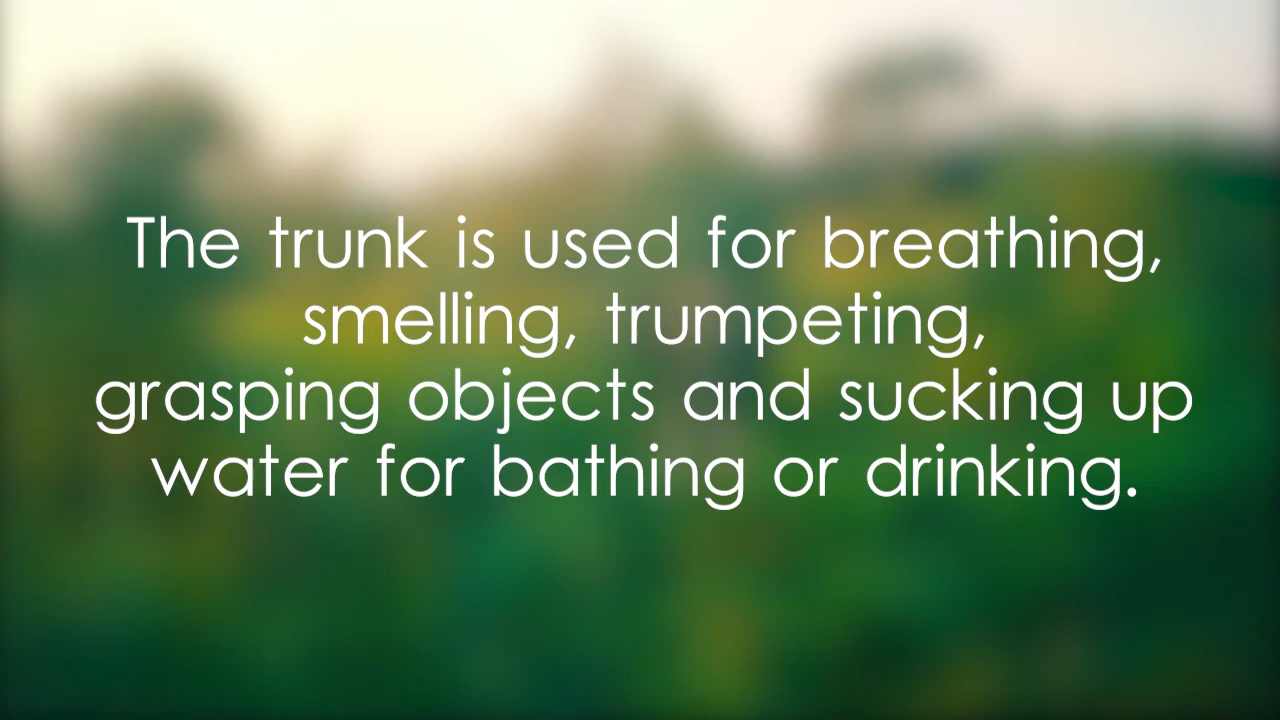 The trunk is used for breathing,
smelling, trumpeting,
grasping objects and sucking up
water for bathing or drinking.